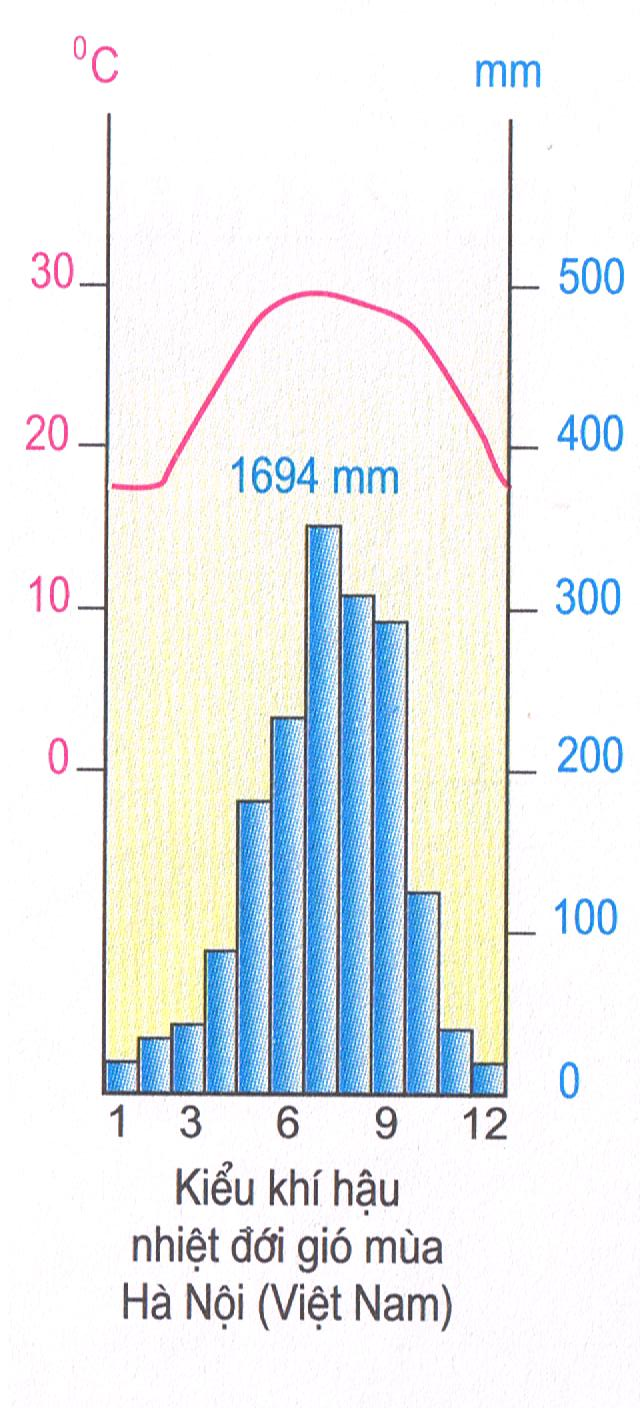 ⁰C mm
30 500
20 400
1694 mm
10 300
0 200
100
0
1 3 6 9 12
Kiểu khí hậu
nhiệt đới gió mùa
Hà Nội (Việt Nam)